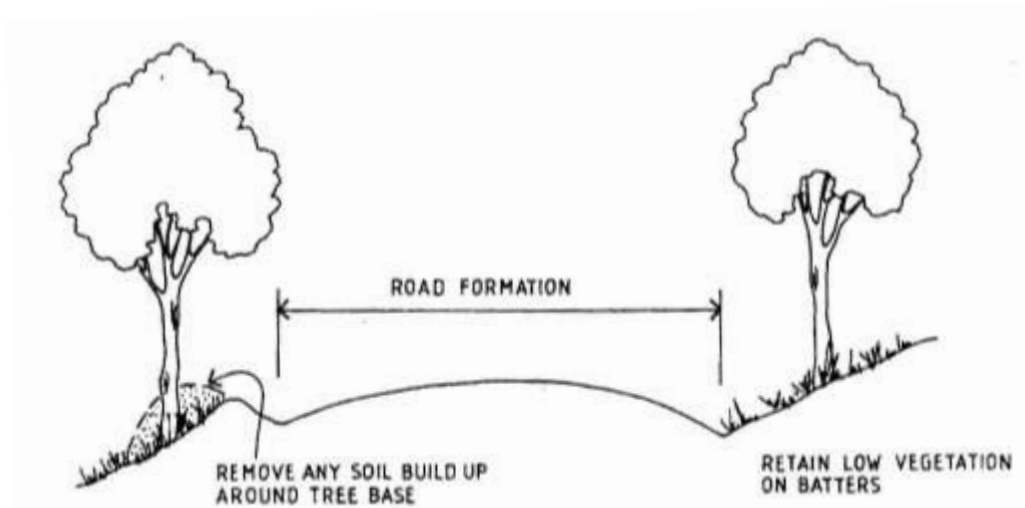 ROAD FORMATION
REMOVE ANY SOIL BUILD UP
AROUND TREE BASE
RETAIN LOW VEGETATION
ON BATTERS